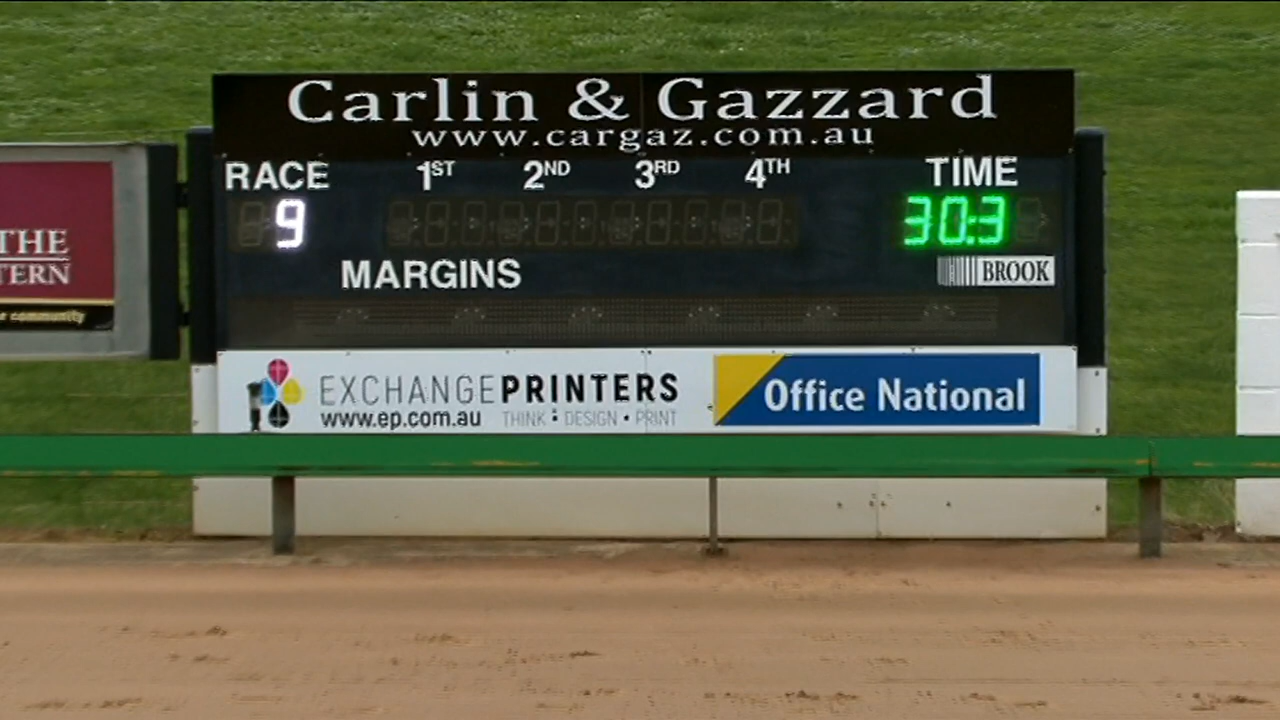 Carlin & Gazzard
www.cargaz.com.au
RACE 1ST 2ND 3RD 4TH TIME
9 30:3
MARGINS
BROOK
THE
TERN
community
EXCHANGEPRINTERS
www.ep.com.au THINK • DESIGN • PRINT
Office National